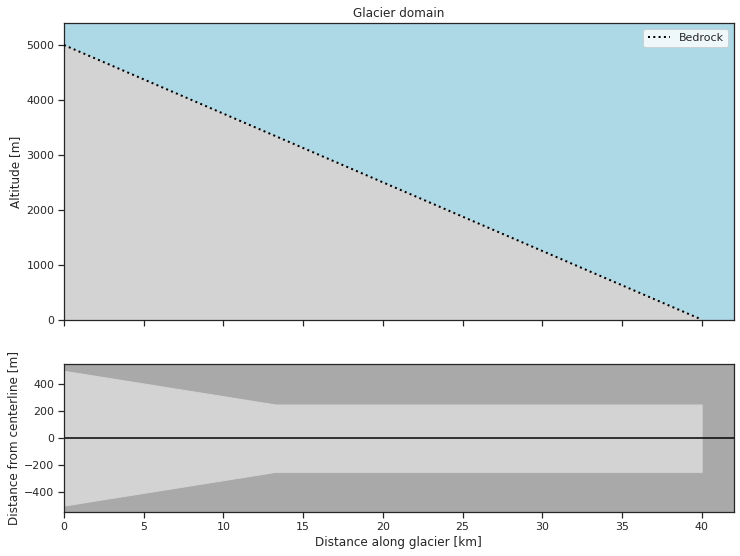 Glacier domain
Bedrock
Altitude [m]
5000
4000
3000
2000
1000
0
Distance from centerline [m]
400
200
0
−200
−400
0 5 10 15 20 25 30 35 40
Distance along glacier [km]